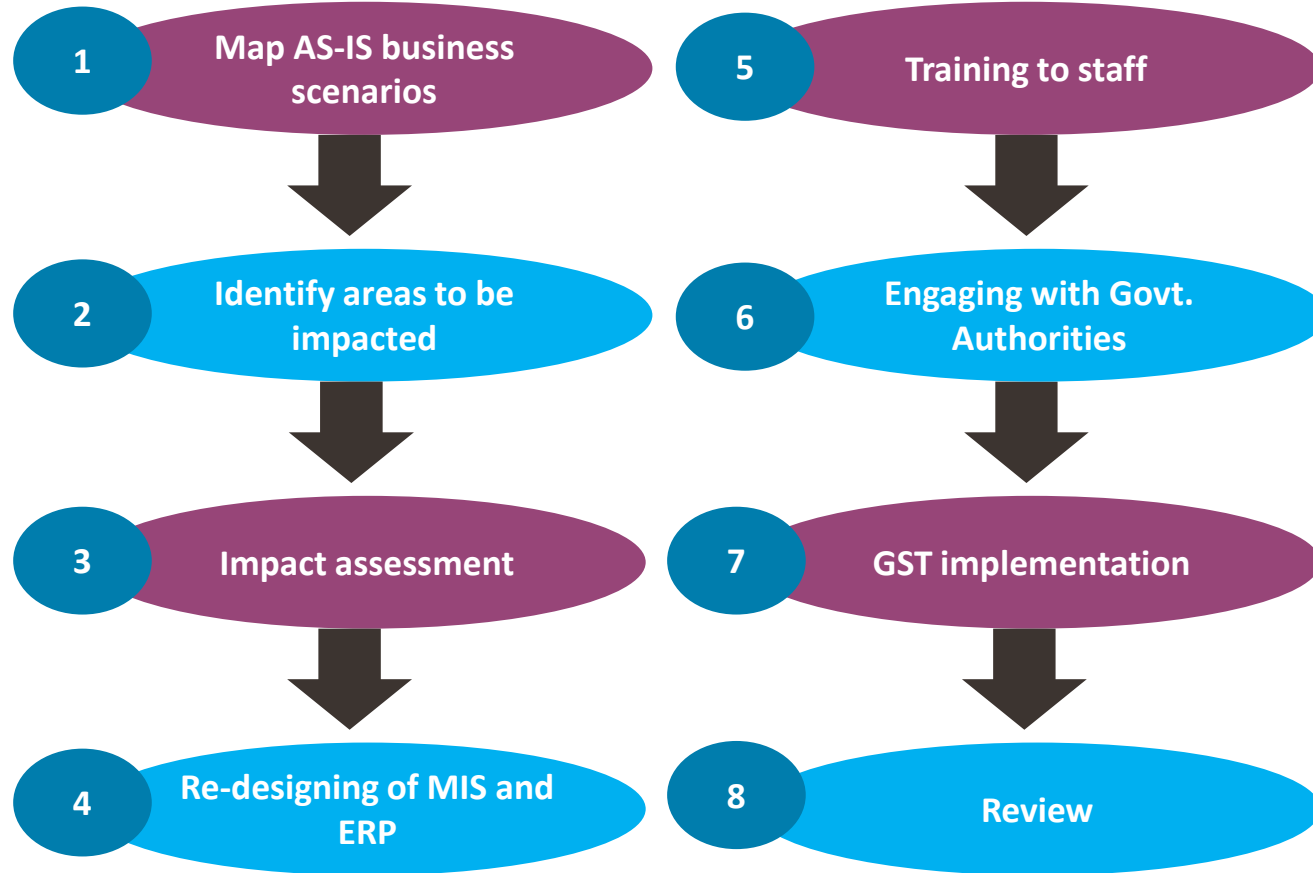 1
Map AS-IS business
scenarios
2
Identify areas to be
impacted
3
Impact assessment
4
Re-designing of MIS and
ERP
5
Training to staff
6
Engaging with Govt.
Authorities
7
GST implementation
8
Review